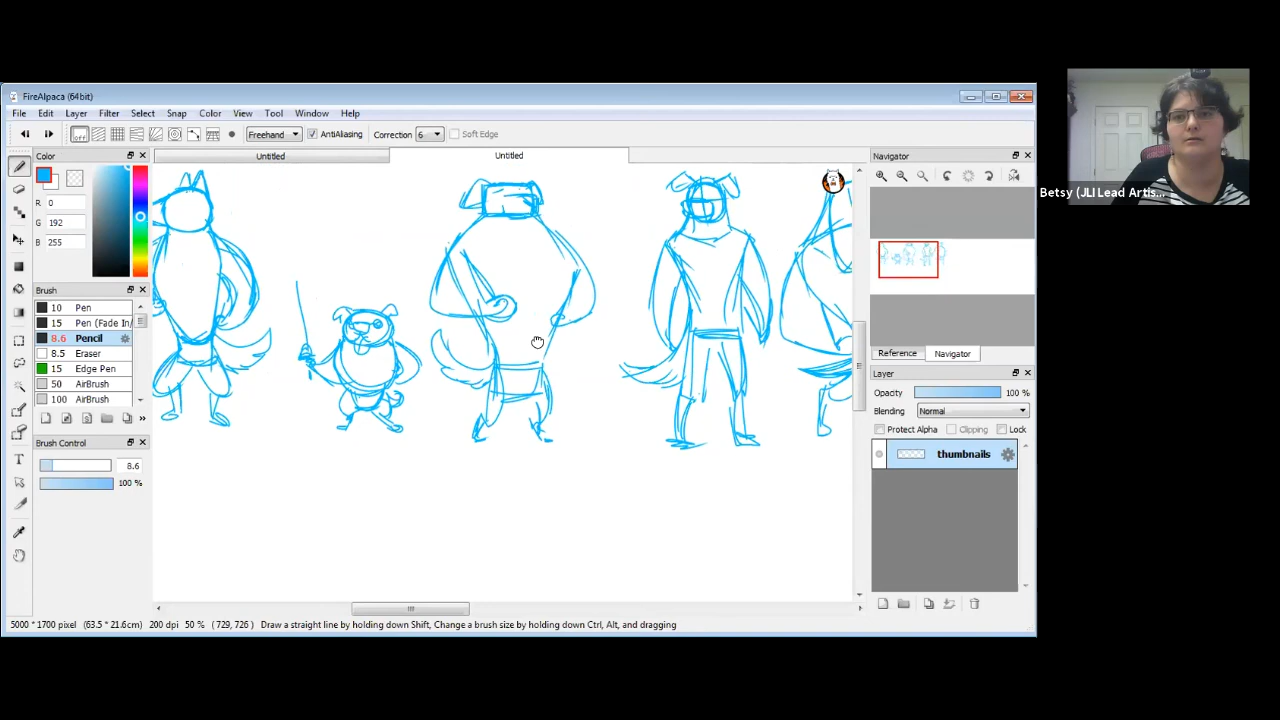 FireAlpaca (64bit)
File Edit Layer Filter Select Snap Color View Tool Window Help
off Freehand AntiAliasing Correction 6 Soft Edge
Color
R 0
G 192
B 255
Brush
10 Pen
15 Pen (Fade In/
8.6 Pencil
8.5 Eraser
15 Edge Pen
50 AirBrush
100 AirBrush
Brush Control
8.6
100 %
Untitled Untitled
Navigator
Reference Navigator
Layer
Opacity 100 %
Blending Normal
Protect Alpha Clipping Lock
thumbnails
5000 * 1700 pixel (63.5 * 21.6cm) 200 dpi 50 % ( 729, 726 ) Draw a straight line by holding down Shift, Change a brush size by holding down Ctrl, Alt, and dragging
Betsy (JLI Lead Artis...